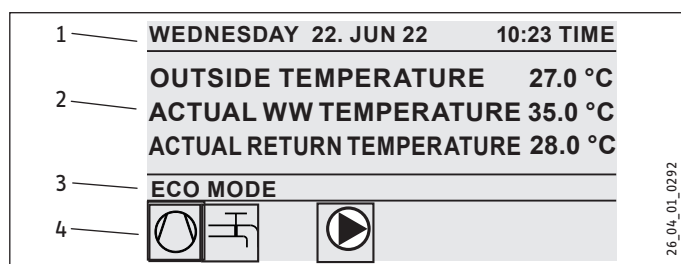 1 WEDNESDAY 22. JUN 22 10:23 TIME
2 OUTSIDE TEMPERATURE 27.0 °C
ACTUAL WW TEMPERATURE 35.0 °C
ACTUAL RETURN TEMPERATURE 28.0 °C
3 ECO MODE
4
26_04_01_0292